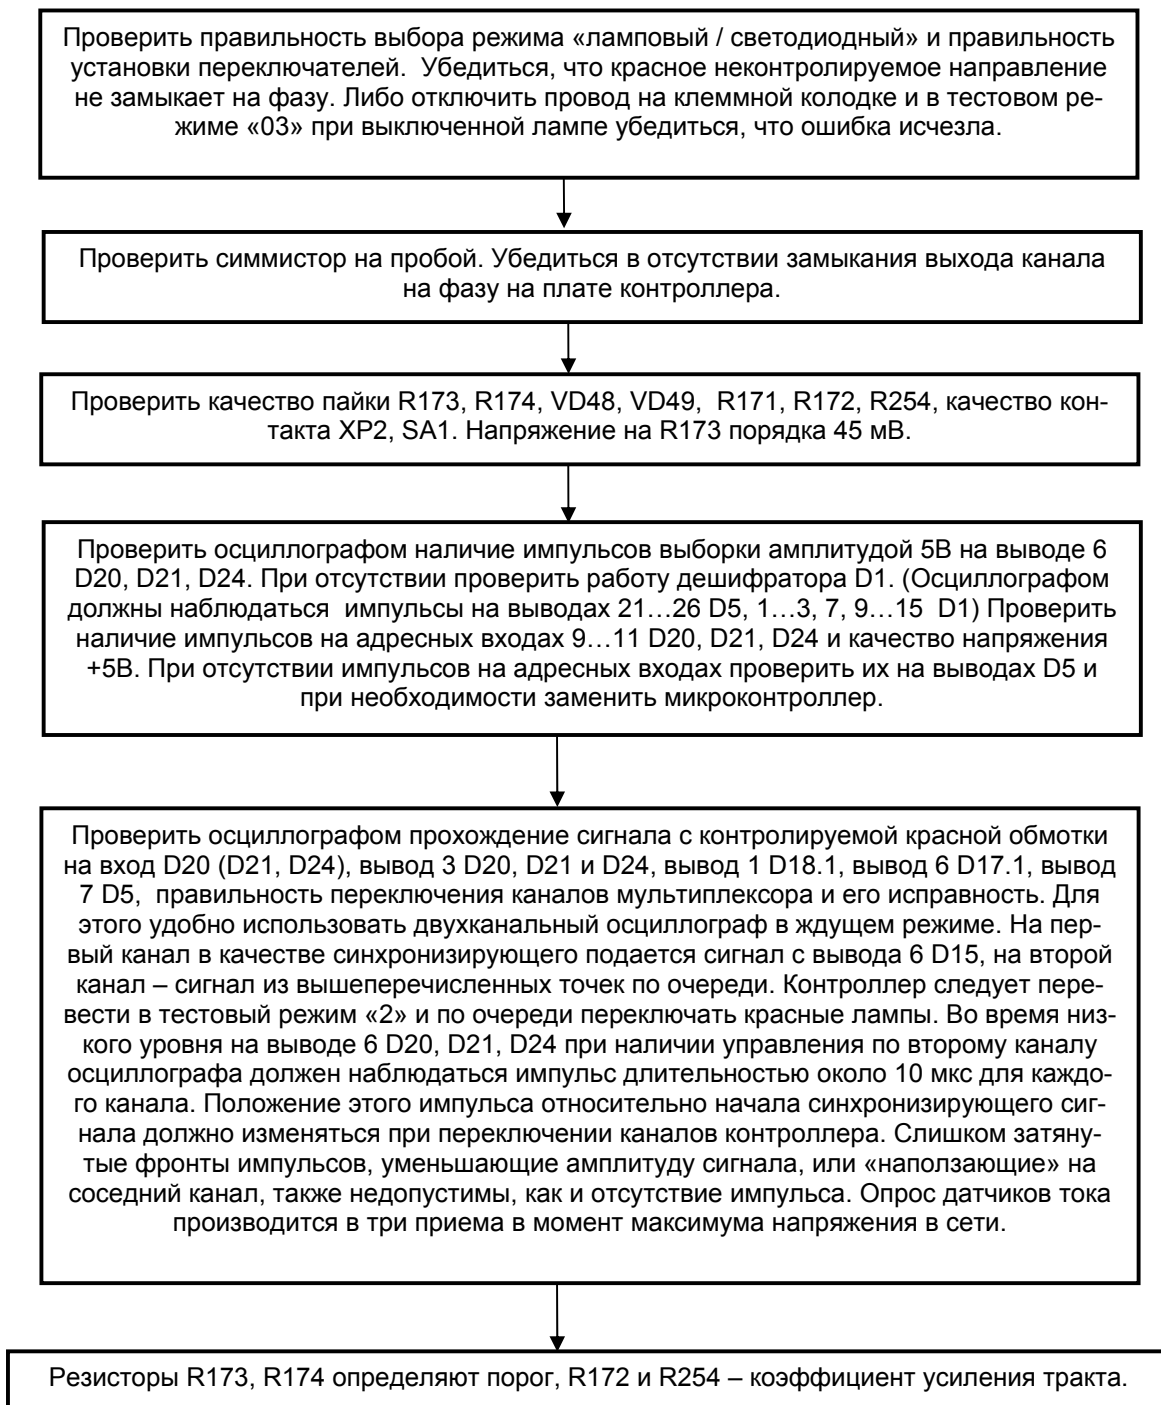 Проверить правильность выбора режима «ламповый / светодиодный» и правильность
установки переключателей. Убедиться, что красное неконтролируемое направление
не замыкает на фазу. Либо отключить провод на клеммной колодке и в тестовом ре-
жиме «03» при выключенной лампе убедиться, что ошибка исчезла.
Проверить симмистор на пробой. Убедиться в отсутствии замыкания выхода канала
на фазу на плате контроллера.
Проверить качество пайки R173, R174, VD48, VD49, R171, R172, R254, качество кон-
такта XP2, SA1. Напряжение на R173 порядка 45 мВ.
Проверить осциллографом наличие импульсов выборки амплитудой 5В на выводе 6
D20, D21, D24. При отсутствии проверить работу дешифратора D1. (Осциллографом
должны наблюдаться импульсы на выводах 21…26 D5, 1…3, 7, 9…15 D1) Проверить
наличие импульсов на адресных входах 9…11 D20, D21, D24 и качество напряжения
+5В. При отсутствии импульсов на адресных входах проверить их на выводах D5 и
при необходимости заменить микроконтроллер.
Проверить осциллографом прохождение сигнала с контролируемой красной обмотки
на вход D20 (D21, D24), вывод 3 D20, D21 и D24, вывод 1 D18.1, вывод 6 D17.1, вывод
7 D5, правильность переключения каналов мультиплексора и его исправность. Для
этого удобно использовать двухканальный осциллограф в ждущем режиме. На пер-
вый канал в качестве синхронизирующего подается сигнал с вывода 6 D15, на второй
канал – сигнал из вышеперечисленных точек по очереди. Контроллер следует пере-
вести в тестовый режим «2» и по очереди переключать красные лампы. Во время низ-
кого уровня на выводе 6 D20, D21, D24 при наличии управления по второму каналу
осциллографа должен наблюдаться импульс длительностью около 10 мкс для каждо-
го канала. Положение этого импульса относительно начала синхронизирующего сиг-
нала должно изменяться при переключении каналов контроллера. Слишком затяну-
тые фронты импульсов, уменьшающие амплитуду сигнала, или «наползающие» на
соседний канал, также недопустимы, как и отсутствие импульса. Опрос датчиков тока
производится в три приема в момент максимума напряжения в сети.
Резисторы R173, R174 определяют порог, R172 и R254 – коэффициент усиления тракта.